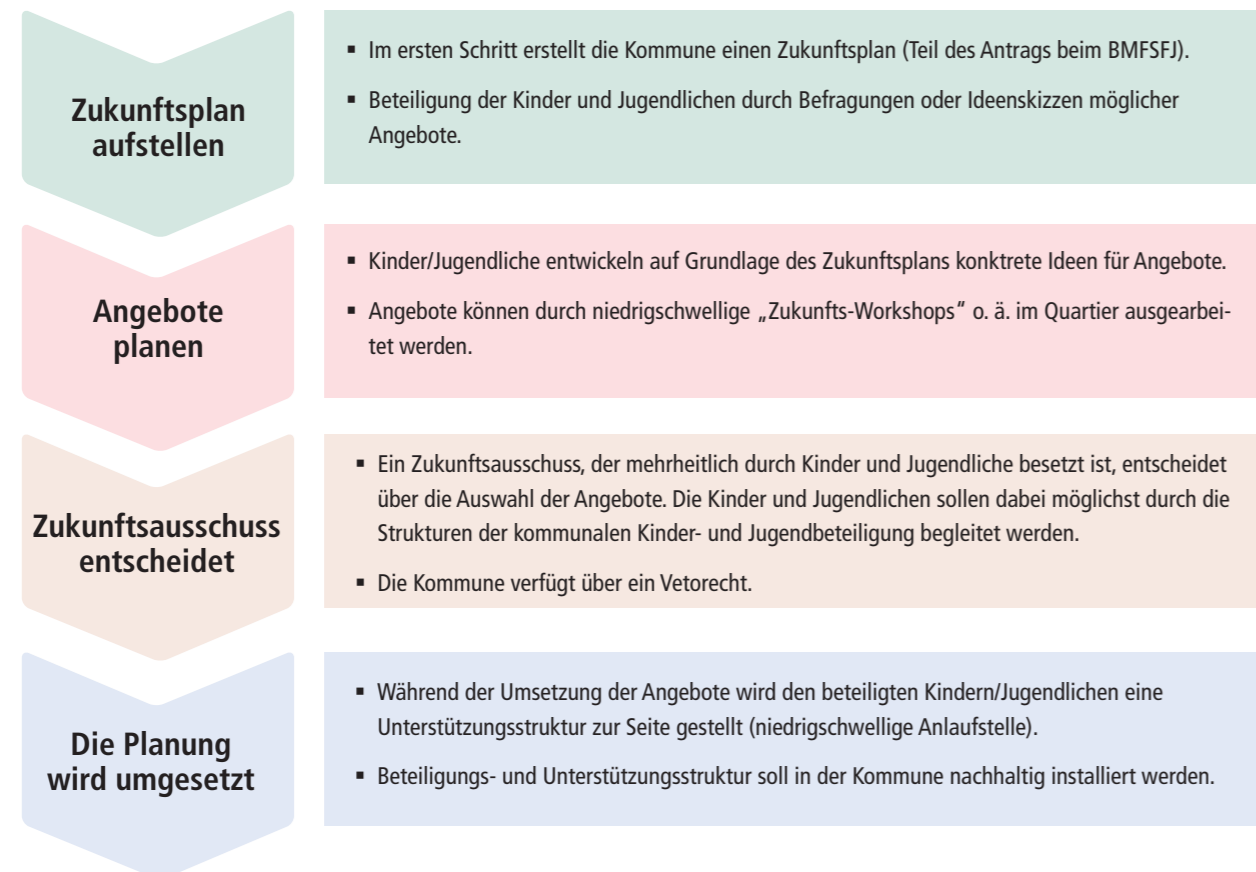 Zukunftsplan
aufstellen
▪ Im ersten Schritt erstellt die Kommune einen Zukunftsplan (Teil des Antrags beim BMFSFJ).
▪ Beteiligung der Kinder und Jugendlichen durch Befragungen oder Ideenskizzen möglicher
Angebote.
Angebote
planen
▪ Kinder/Jugendliche entwickeln auf Grundlage des Zukunftsplans konktrete Ideen für Angebote.
▪ Angebote können durch niedrigschwellige „Zukunfts-Workshops“ o. ä. im Quartier ausgearbei-
tet werden.
Zukunftsausschuss
entscheidet
▪ Ein Zukunftsausschuss, der mehrheitlich durch Kinder und Jugendliche besetzt ist, entscheidet
über die Auswahl der Angebote. Die Kinder und Jugendlichen sollen dabei möglichst durch die
Strukturen der kommunalen Kinder- und Jugendbeteiligung begleitet werden.
▪ Die Kommune verfügt über ein Vetorecht.
Die Planung
wird umgesetzt
▪ Während der Umsetzung der Angebote wird den beteiligten Kindern/Jugendlichen eine
Unterstützungsstruktur zur Seite gestellt (niedrigschwellige Anlaufstelle).
▪ Beteiligungs- und Unterstützungsstruktur soll in der Kommune nachhaltig installiert werden.